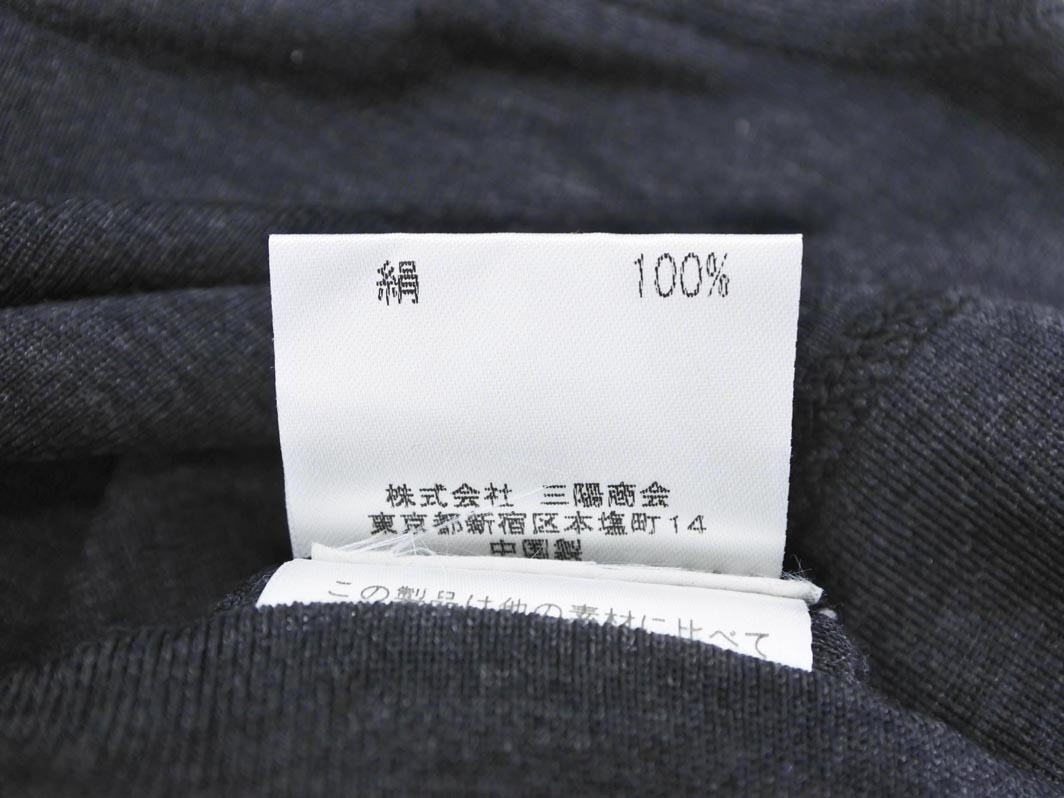 絹 100%
株式会社 三陽商会
東京都新宿区本塩町14
中国製
この製品は他の素材に比べて